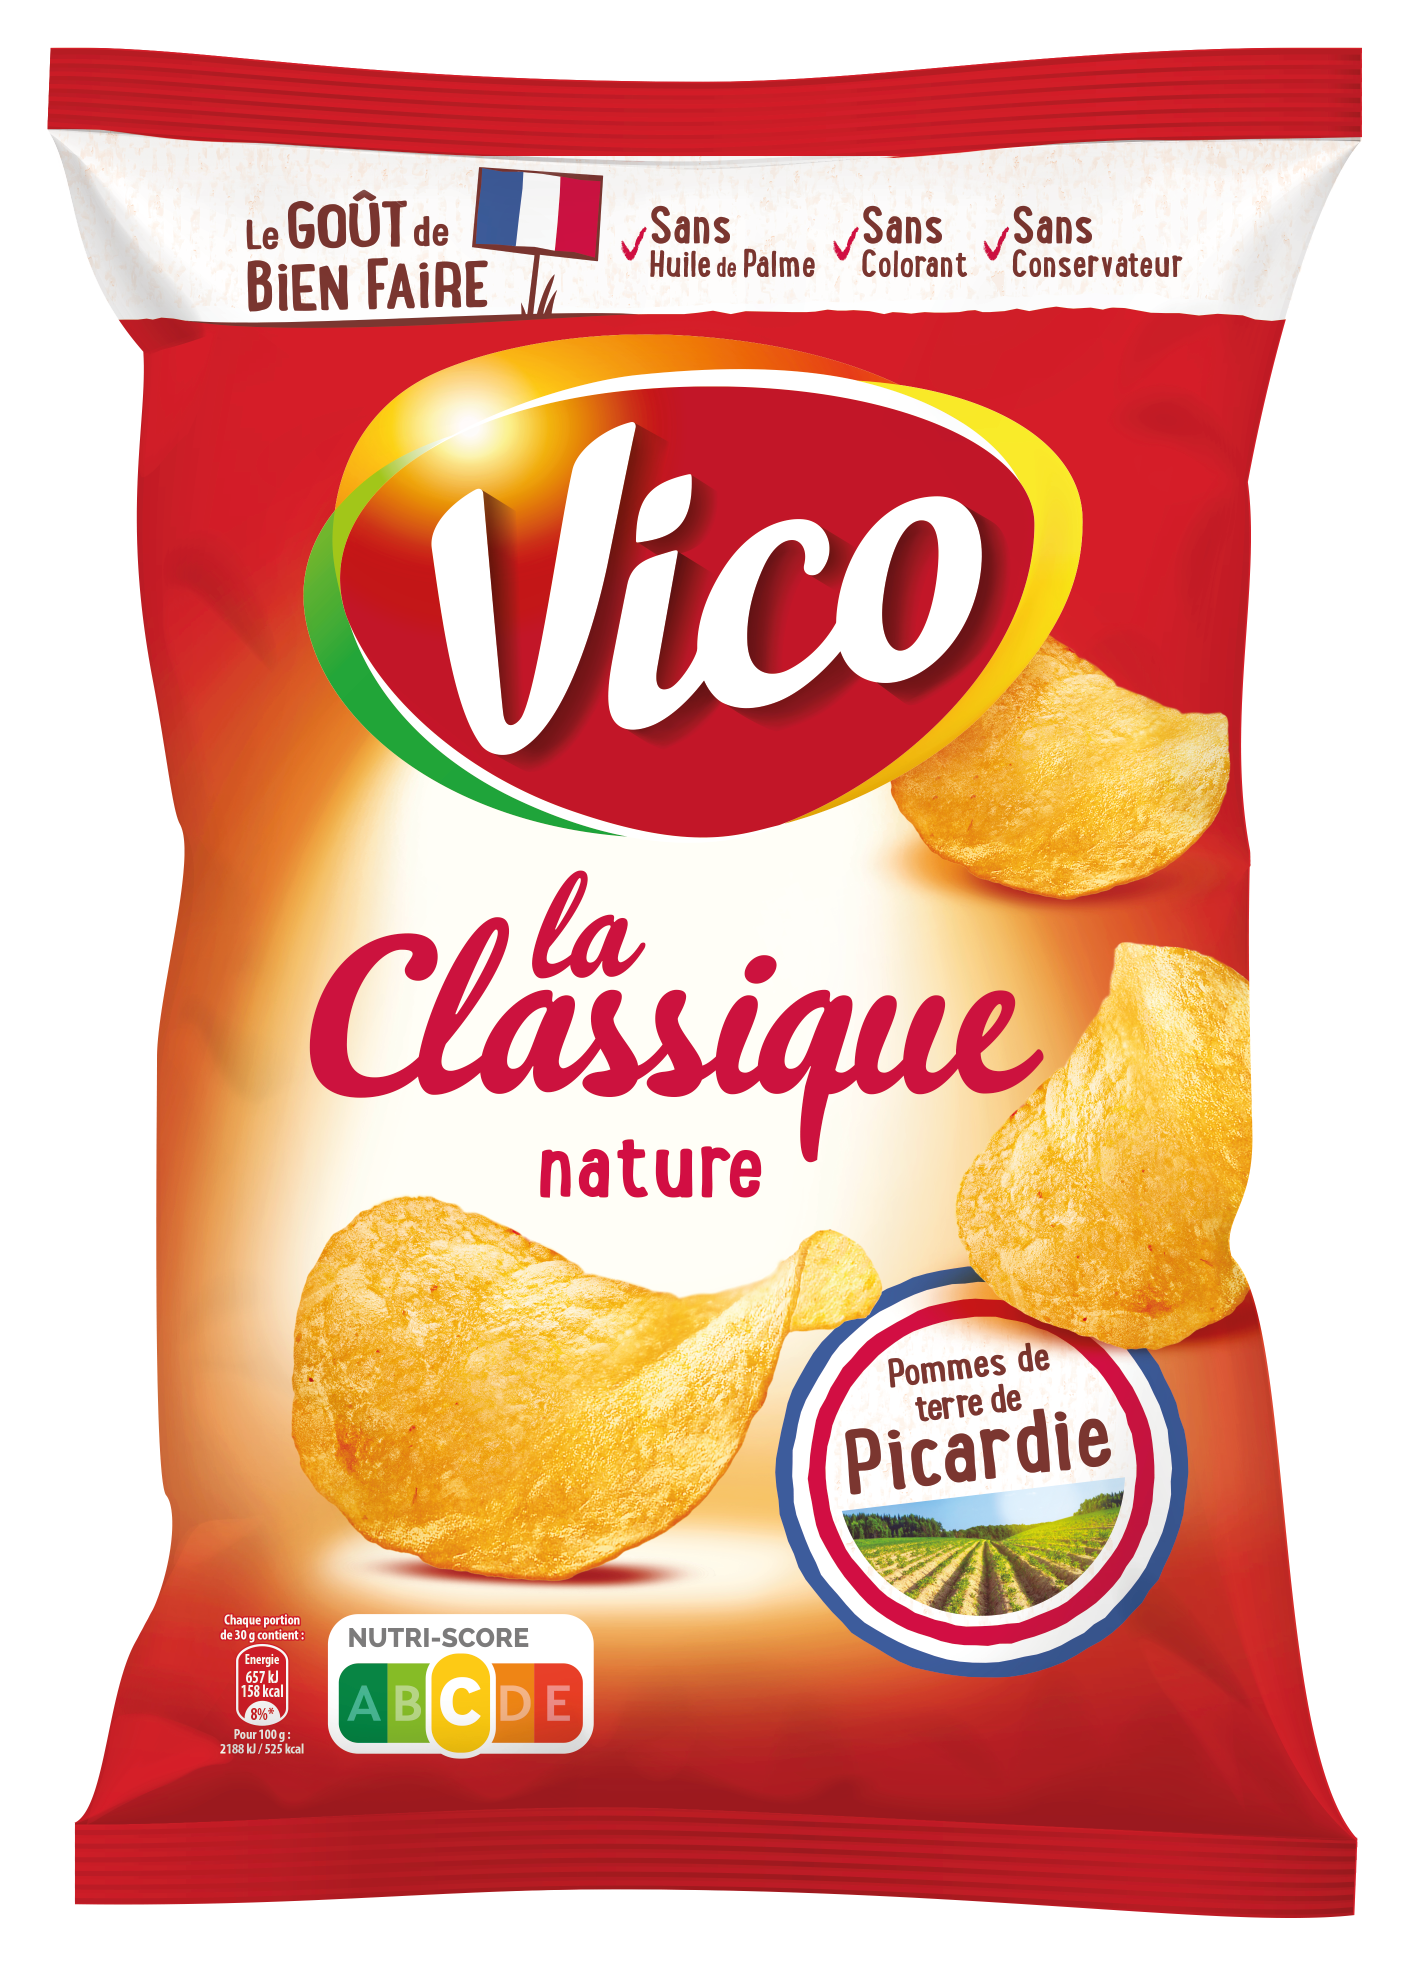 Le GOÛT de
BiEN FAiRE
Sans
Huile de Palme
Sans
Colorant
Sans
Conservateur
Vico
la
Classique
nature
Pommes de
terre de
Picardie
Chaque portion
de 30 g contient :
Energie
657 kJ
158 kcal
8%*
Pour 100 g :
2188 kJ / 525 kcal
NUTRI-SCORE
A B C D E